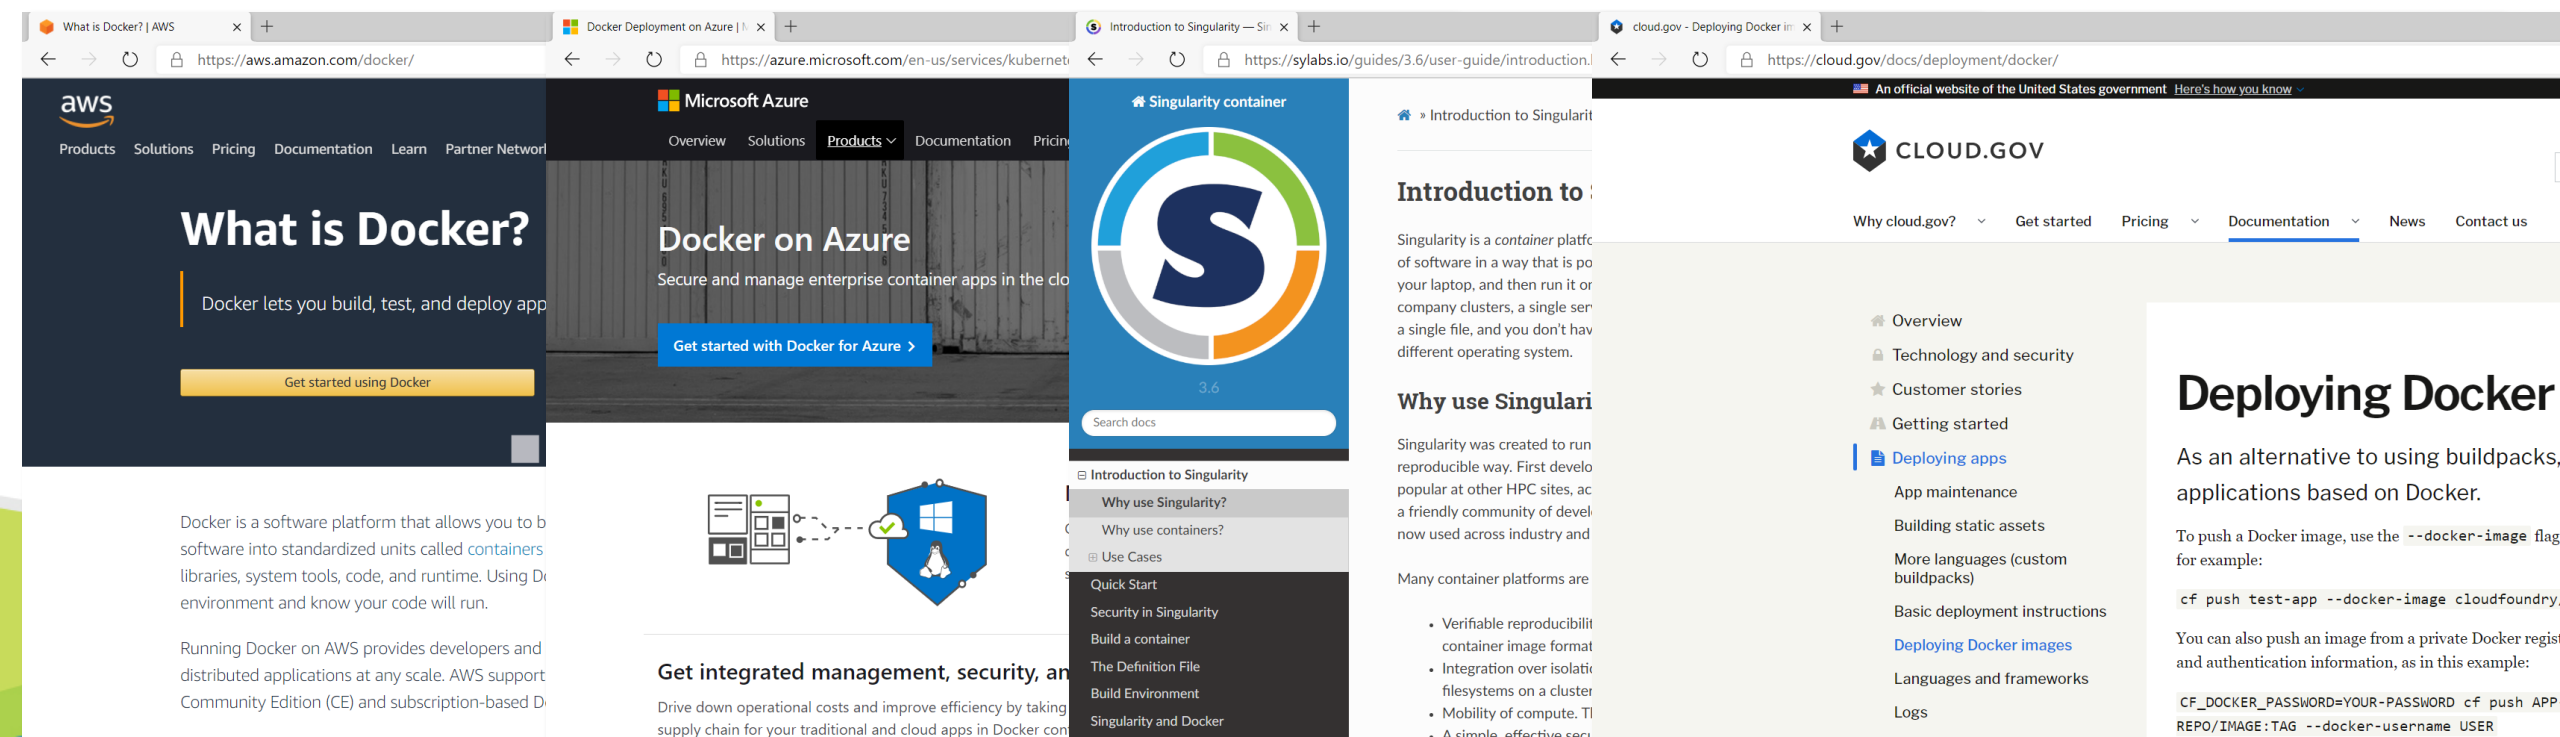 What is Docker? | AWS
https://aws.amazon.com/docker/
aws
Products Solutions Pricing Documentation Learn Partner Networ
What is Docker?
Docker lets you build, test, and deploy app
Get started using Docker
Docker is a software platform that allows you to b
software into standardized units called containers
libraries, system tools, code, and runtime. Using D
environment and know your code will run.
Running Docker on AWS provides developers and
distributed applications at any scale. AWS support
Community Edition (CE) and subscription-based D
Docker Deployment on Azure |
https://azure.microsoft.com/en-us/services/kubernet
Microsoft Azure
Overview Solutions Products Documentation Pricin
Docker on Azure
Secure and manage enterprise container apps in the clo
Get started with Docker for Azure
Get integrated management, security, an
Drive down operational costs and improve efficiency by taking
supply chain for your traditional and cloud apps in Docker con
Introduction to Singularity — Sin
https://sylabs.io/guides/3.6/user-guide/introduction.
Singularity container
S
3.6
Search docs
Introduction to Singularity
Why use Singularity?
Why use containers?
Use Cases
Quick Start
Security in Singularity
Build a container
The Definition File
Build Environment
Singularity and Docker
» Introduction to Singularit
Introduction to
Singularity is a container platfo
of software in a way that is po
your laptop, and then run it or
company clusters, a single ser
a single file, and you don't hav
different operating system.
Why use Singulari
Singularity was created to run
reproducible way. First develo
popular at other HPC sites, ac
a friendly community of devel
now used across industry and
Many container platforms are
• Verifiable reproducibilit
container image format
• Integration over isolatio
filesystems on a cluster
• Mobility of compute. T
• A simple, effective secu
cloud.gov - Deploying Docker im
https://cloud.gov/docs/deployment/docker/
An official website of the United States government Here's how you know
CLOUD.GOV
Why cloud.gov? Get started Pricing Documentation News Contact us
Overview
Technology and security
Customer stories
Getting started
Deploying apps
App maintenance
Building static assets
More languages (custom
buildpacks)
Basic deployment instructions
Deploying Docker images
Languages and frameworks
Logs
Deploying Docker
As an alternative to using buildpacks,
applications based on Docker.
To push a Docker image, use the --docker-image flag
for example:
cf push test-app --docker-image cloudfoundry
You can also push an image from a private Docker regist
and authentication information, as in this example:
CF_DOCKER_PASSWORD=YOUR-PASSWORD cf push APP
REPO/IMAGE:TAG --docker-username USER